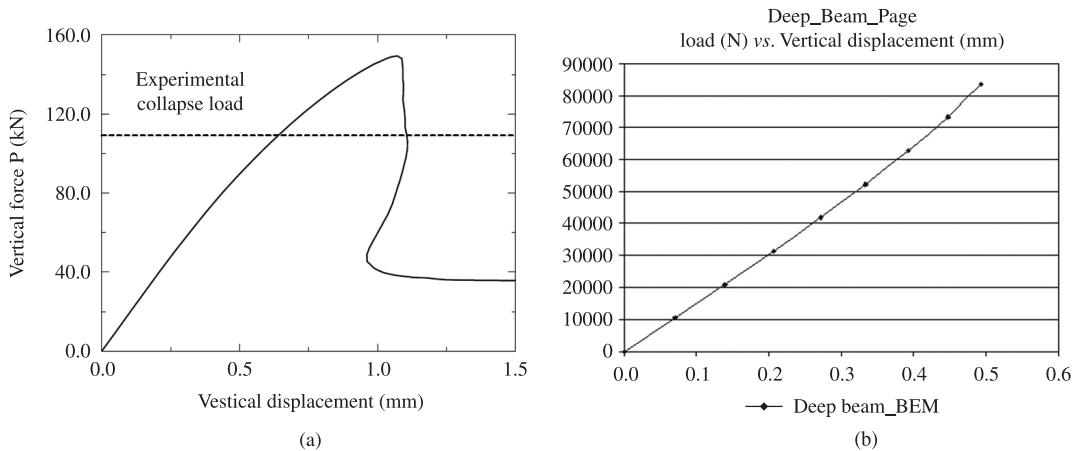 160.0
120.0
80.0
40.0
0.0
Vertical force P (kN)
Experimental
collapse load
0.0 0.5 1.0 1.5
Vestical displacement (mm)
(a)
Deep_Beam_Page
load (N) vs. Vertical displacement (mm)
90000
80000
70000
60000
50000
40000
30000
20000
10000
0
0.0 0.1 0.2 0.3 0.4 0.5 0.6
Deep beam_BEM
(b)